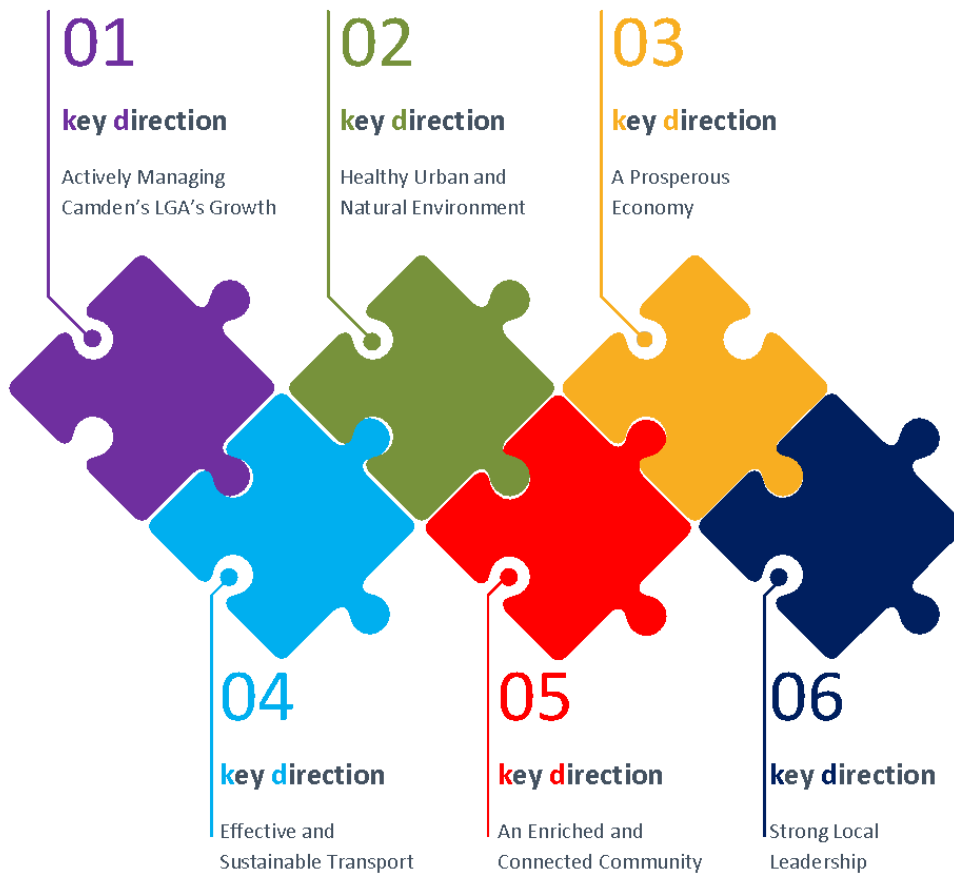 01
key direction
Actively Managing
Camden's LGA's Growth
02
key direction
Healthy Urban and
Natural Environment
03
key direction
A Prosperous
Economy
04
key direction
Effective and
Sustainable Transport
05
key direction
An Enriched and
Connected Community
06
key direction
Strong Local
Leadership